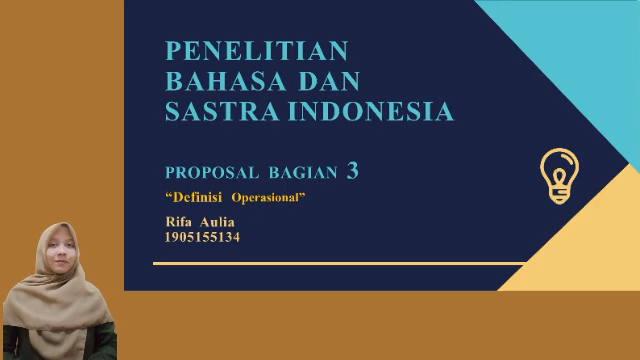 PENELITIAN
BAHASA DAN
SASTRA INDONESIA
PROPOSAL BAGIAN 3
“Definisi Operasional”
Rifa Aulia
1905155134